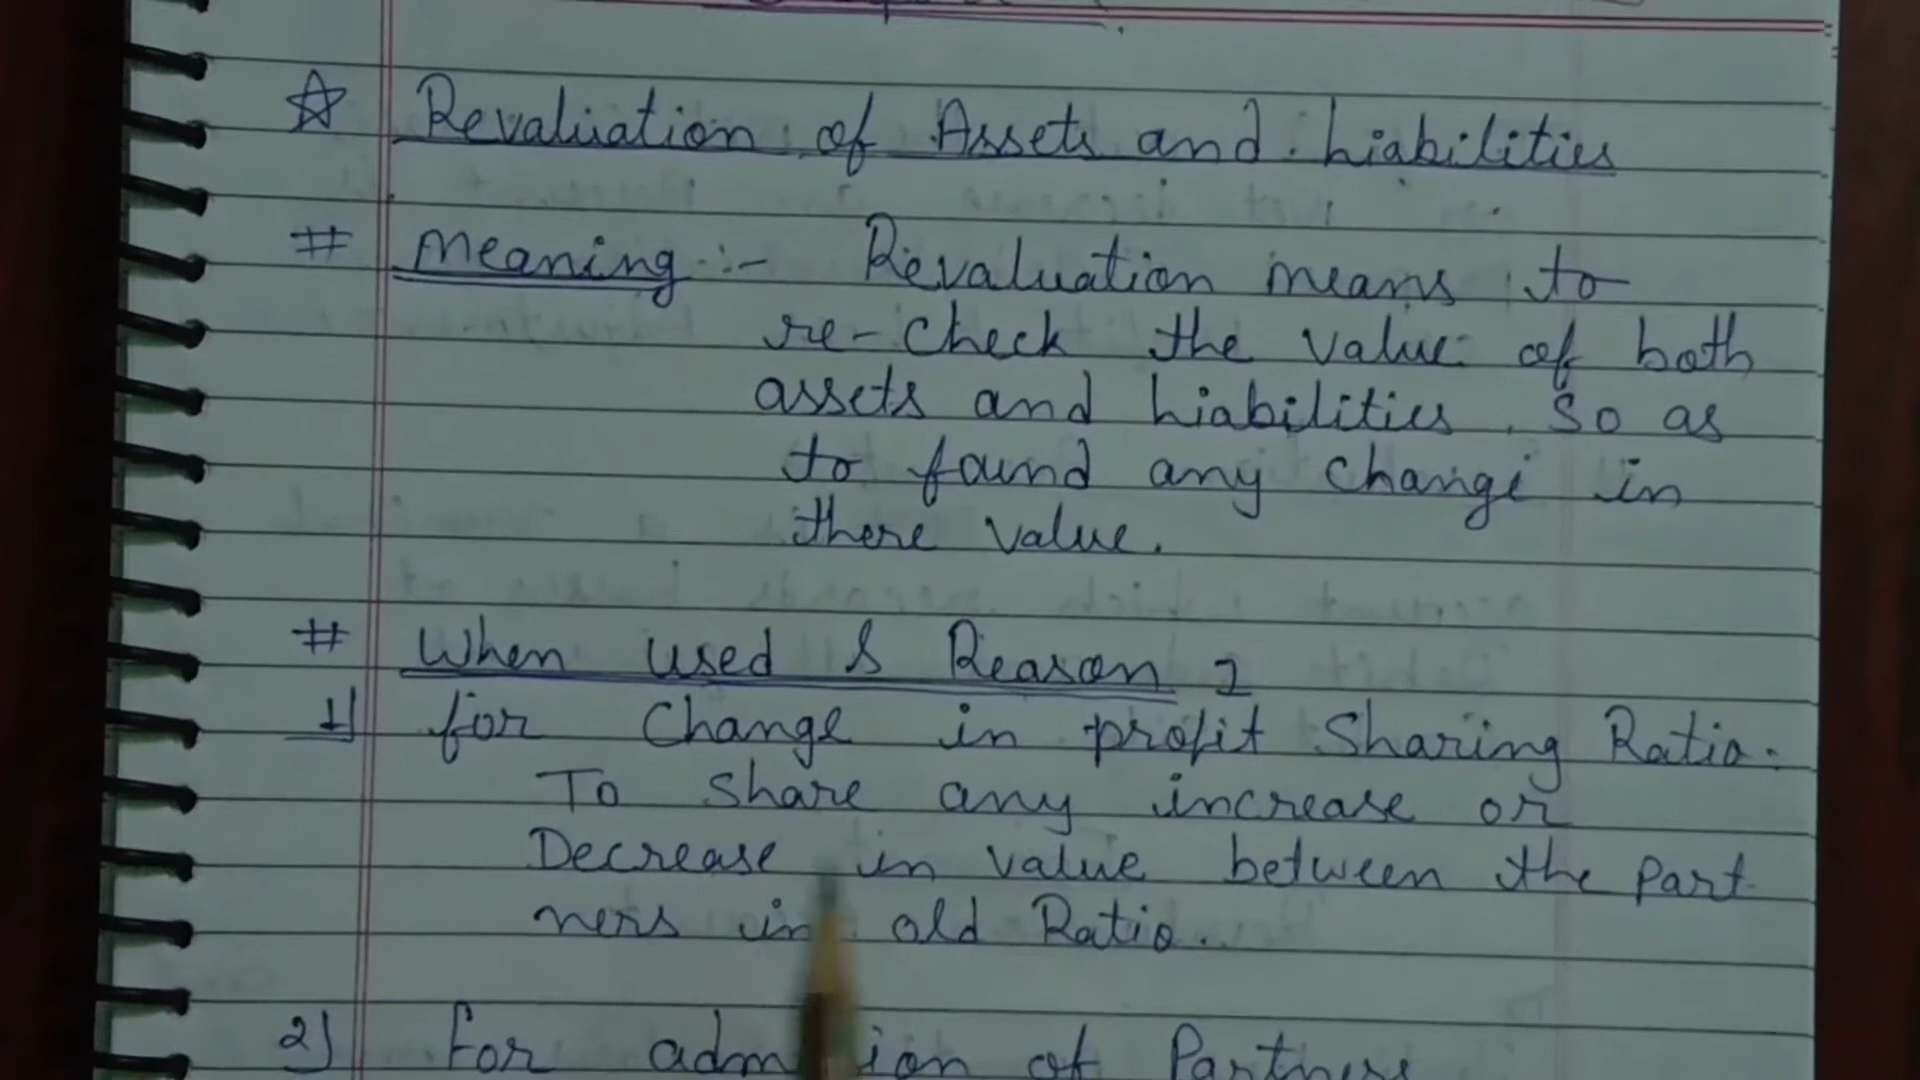 ☆ Revaluation of Assets and Liabilities
# Meaning :- Revaluation means to
re-check the value of both
assets and Liabilities. So as
to found any change in
there value.
# When used & Reason :
1) for Change in profit Sharing Ratio :
To share any increase or
Decrease in value between the Part
ners in old Ratio.
2) For of Partners